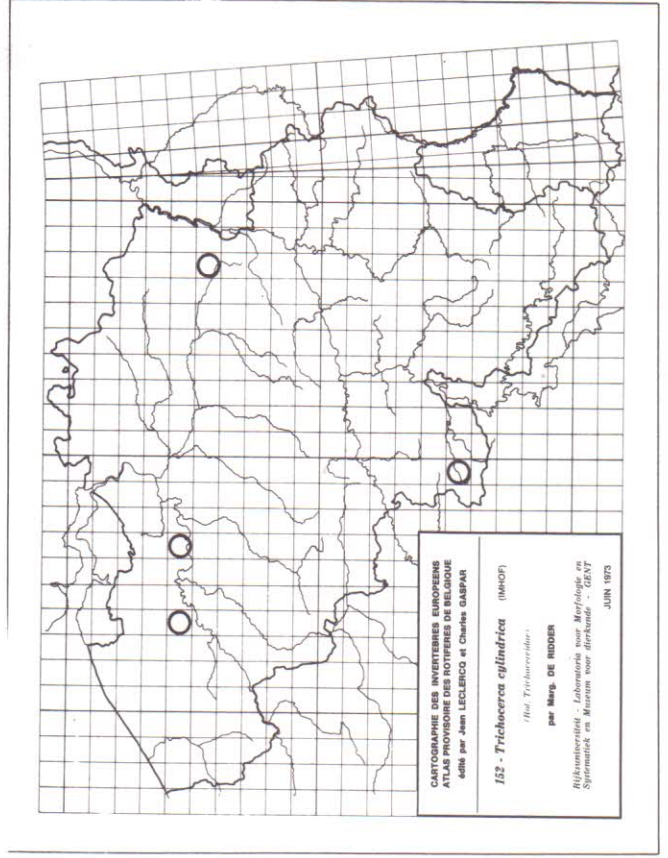 CARTOGRAPHIE DES INVERTEBRES EUROPEENS
ATLAS PROVISOIRE DES ROTIFERES DE BELGIQUE
édité par Jean LECLERCQ et Charles GASPAR
152 - Trichocerca cylindrica (IMHOF)
(Rot. Trichocercidae)
par Marg. DE RIDDER
Rijksuniversiteit - Laboratoria voor Morfologie en
Systematiek en Museum voor dierkunde - GENT
JUIN 1973